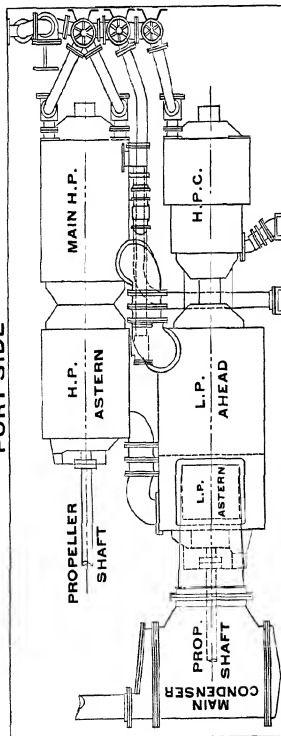 PORT SIDE
MAIN H.P.
H.P.
ASTERN
PROPELLER
SHAFT
H.P.C.
L.P.
AHEAD
L.P.
ASTERN
PROP.
SHAFT
MAIN
CONDENSER